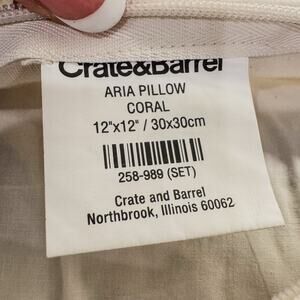 Crate&Barrel
ARIA PILLOW
CORAL
12"x12" / 30x30cm
258-989 (SET)
Crate and Barrel
Northbrook, Illinois 60062